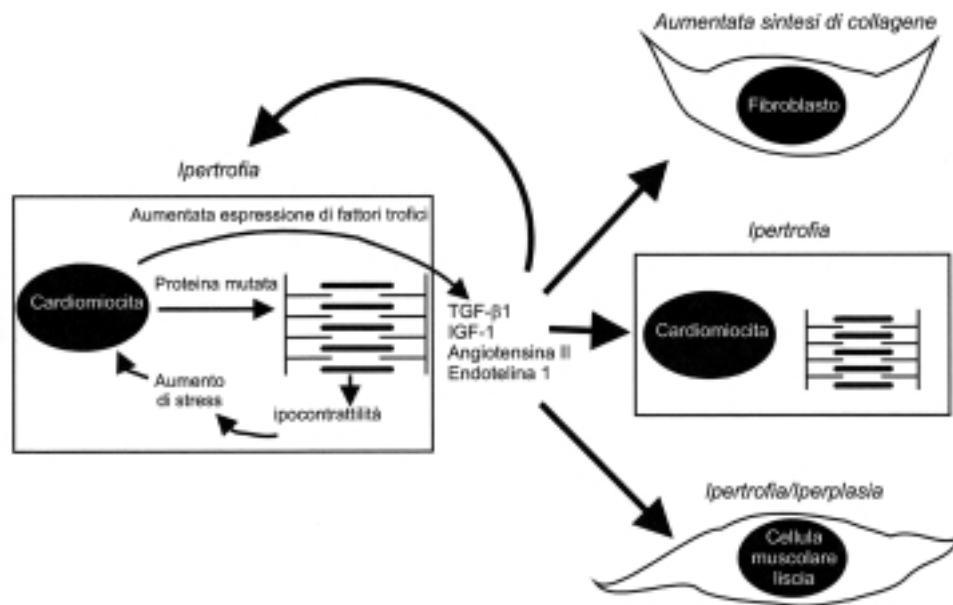 Aumentata sintesi di collagene
Fibroblasto
Ipertrofia
Aumentata espressione di fattori trofici
Cardiomiocita
Proteina mutata
Aumento
di stress
ipocontrattilità
TGF-β1
IGF-1
Angiotensina II
Endotelina 1
Ipertrofia
Cardiomiocita
Ipertrofia/Iperplasia
Cellula
muscolare
liscia